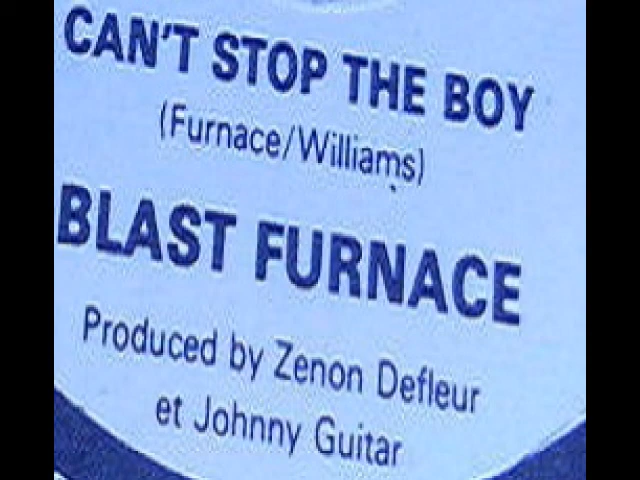 CAN'T STOP THE BOY
(Furnace/Williams)
BLAST FURNACE
Produced by Zenon Defleur
et Johnny Guitar